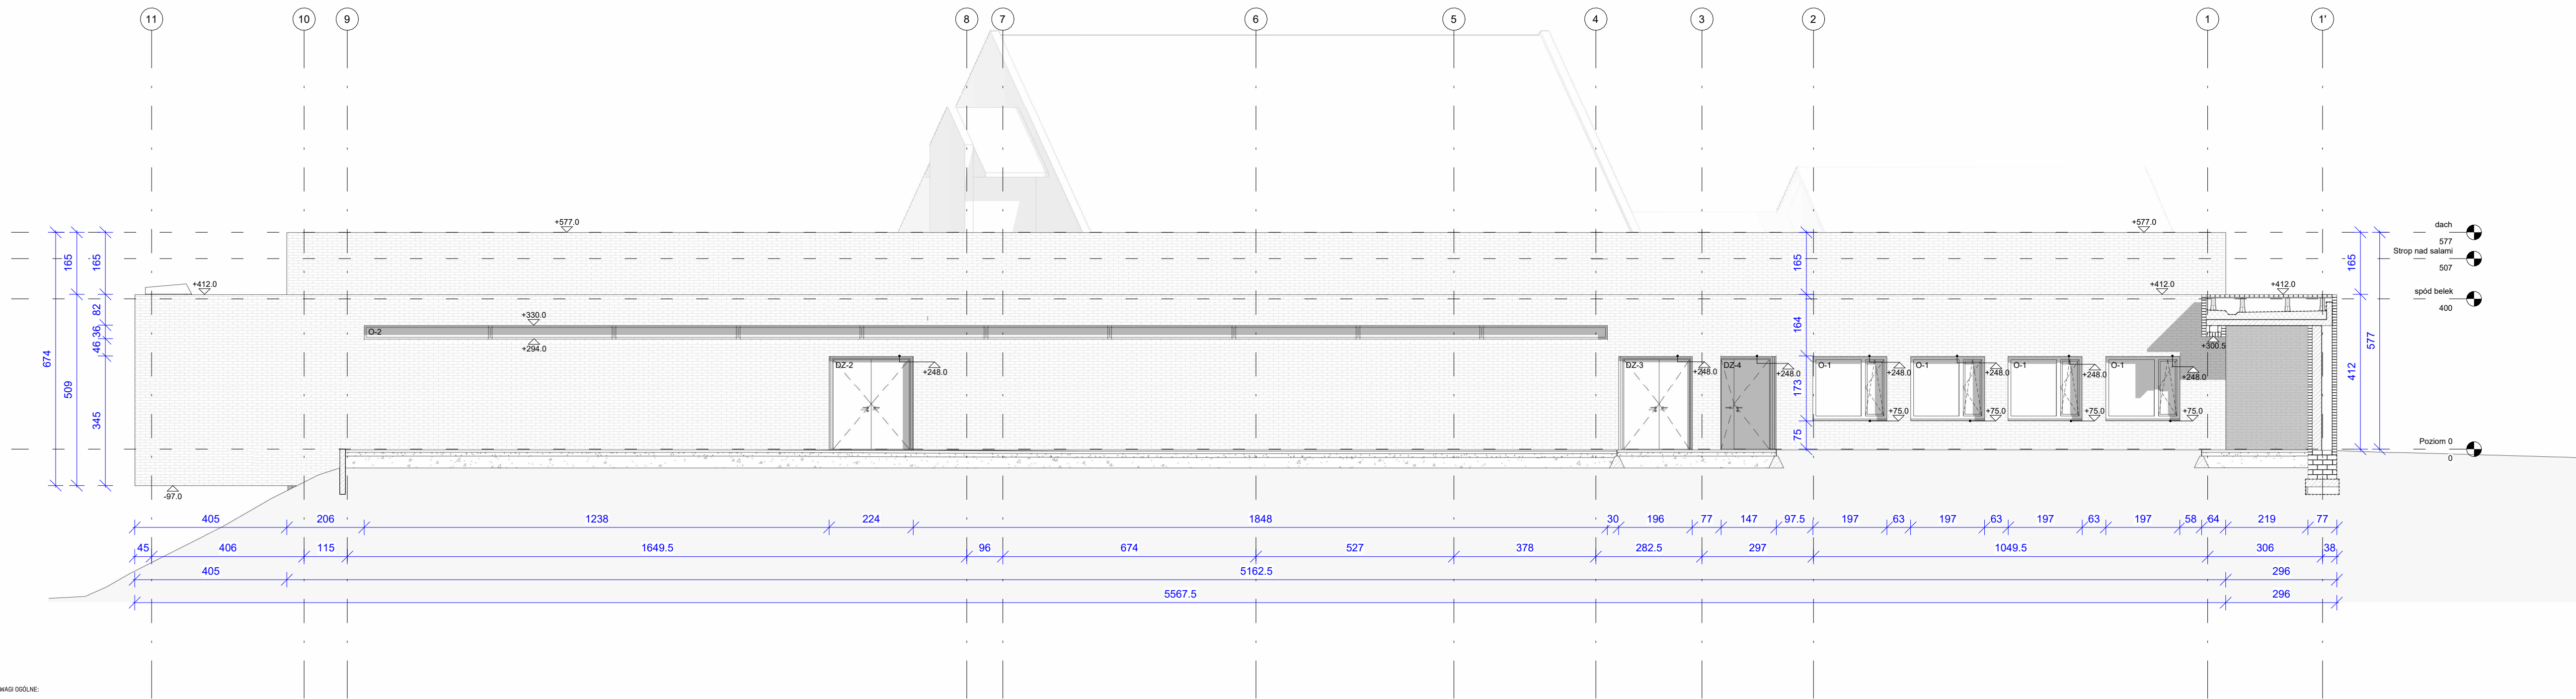 11 10 9 8 7 6 5 4 3 2 1 1'
+577.0 +577.0
dach
577
Strop nad salami
507
spód belek
400
Poziom 0
0
+412.0 +412.0 +412.0
+330.0
O-2
+294.0
+300.5
DZ-2 +248.0
DZ-3 +248.0
DZ-4 +248.0
O-1 +248.0 +75.0
O-1 +248.0 +75.0
O-1 +248.0 +75.0
O-1 +248.0 +75.0
-97.0
674
165
509
165
82
36
46
345
165
164
173
75
165
412
577
405 206 1238 224 1848 30 196 77 147 97.5 197 63 197 63 197 63 197 58 64 219 77
45 406 115 1649.5 96 674 527 378 282.5 297 1049.5 306 38
405 5162.5 296
5567.5 296
WAGI OGÓLNE: